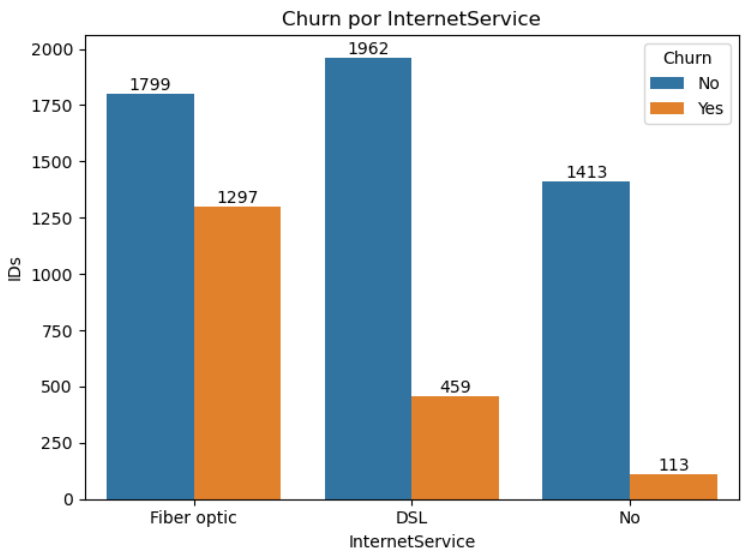 Churn por InternetService
2000
1750
1500
1250
1000
750
500
250
0
IDs
1799
1297
1962
459
1413
113
Churn
No
Yes
Fiber optic
DSL
No
InternetService